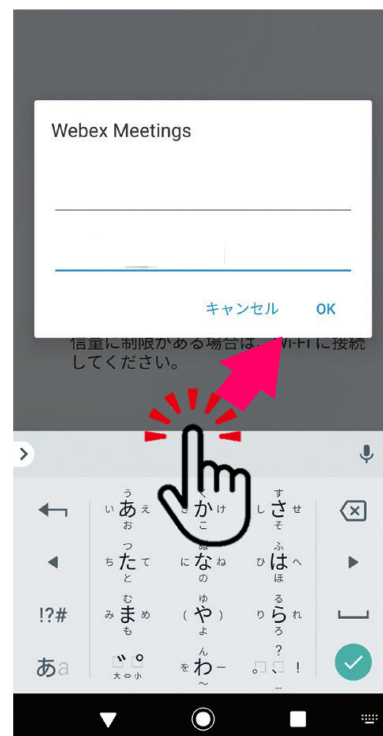 Webex Meetings
キャンセル OK
信量に制限がある場合は、Wi-Fiに接続
してください。
う す
い あ え か け し さ せ
お こ そ
つ ふ
ち た て に な ね ひ は へ
と の ほ
む ゆ る
!?# み ま め ( や ) り ら れ
も よ ろ
ん ?
あa 大⇔小 を わ ー 。 、 !
〜 …